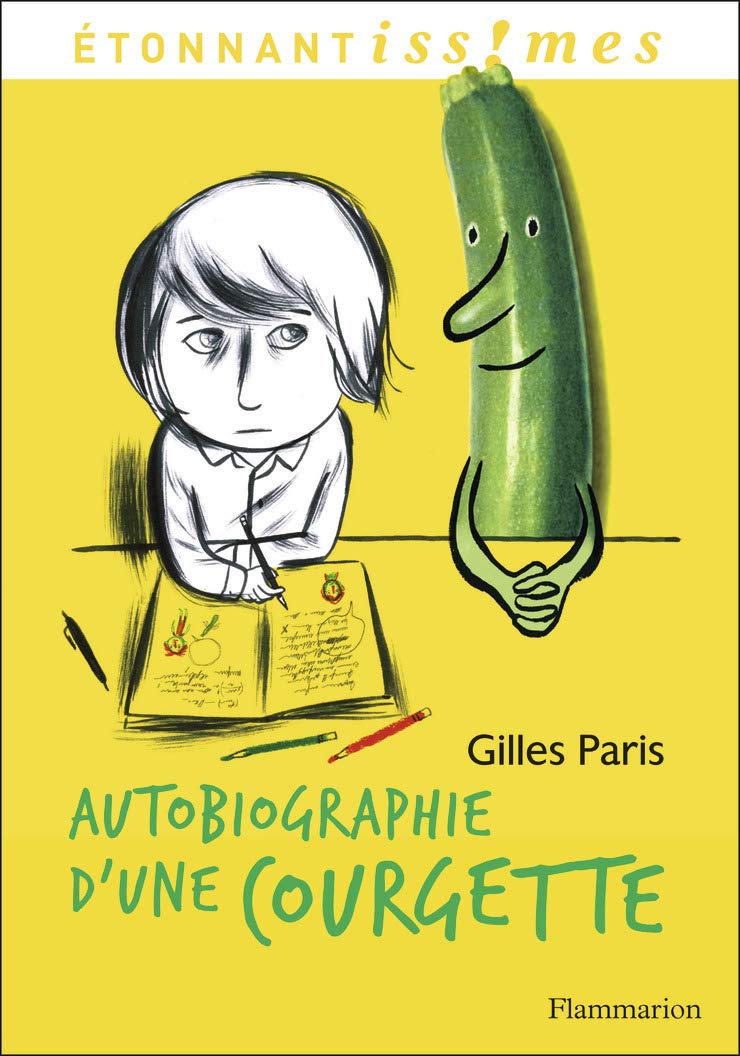 ÉTONNANTiss!mes
Gilles Paris
AUTOBIOGRAPHIE
D'UNE COURGETTE
Flammarion